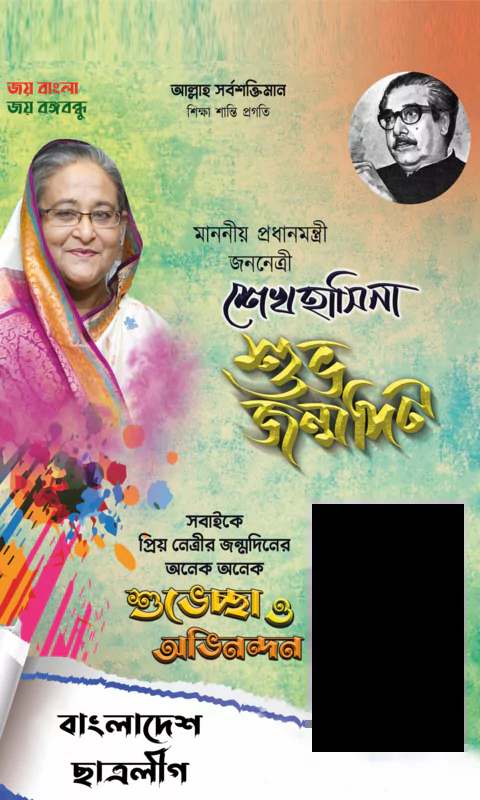 জয় বাংলা
জয় বঙ্গবন্ধু
আল্লাহ সর্বশক্তিমান
শিক্ষা শান্তি প্রগতি
মাননীয় প্রধানমন্ত্রী
জননেত্রী
শেখ হাসিনা
শুভ
জন্মদিন
সবাইকে
প্রিয় নেত্রীর জন্মদিনের
অনেক অনেক
শুভেচ্ছা ও
অভিনন্দন
বাংলাদেশ
ছাত্রলীগ